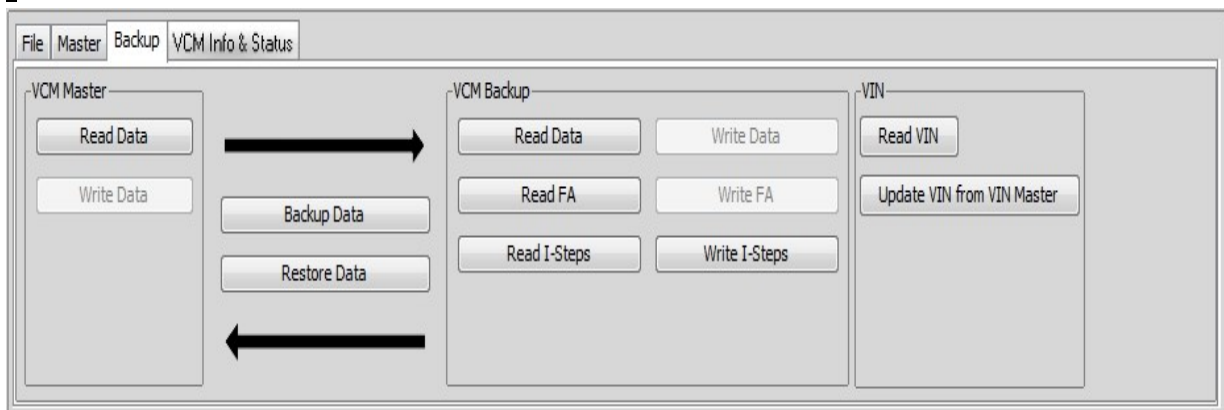 File Master Backup VCM Info & Status
VCM Master
Read Data
Write Data
Backup Data
Restore Data
VCM Backup
Read Data Write Data
Read FA Write FA
Read I-Steps Write I-Steps
VIN
Read VIN
Update VIN from VIN Master